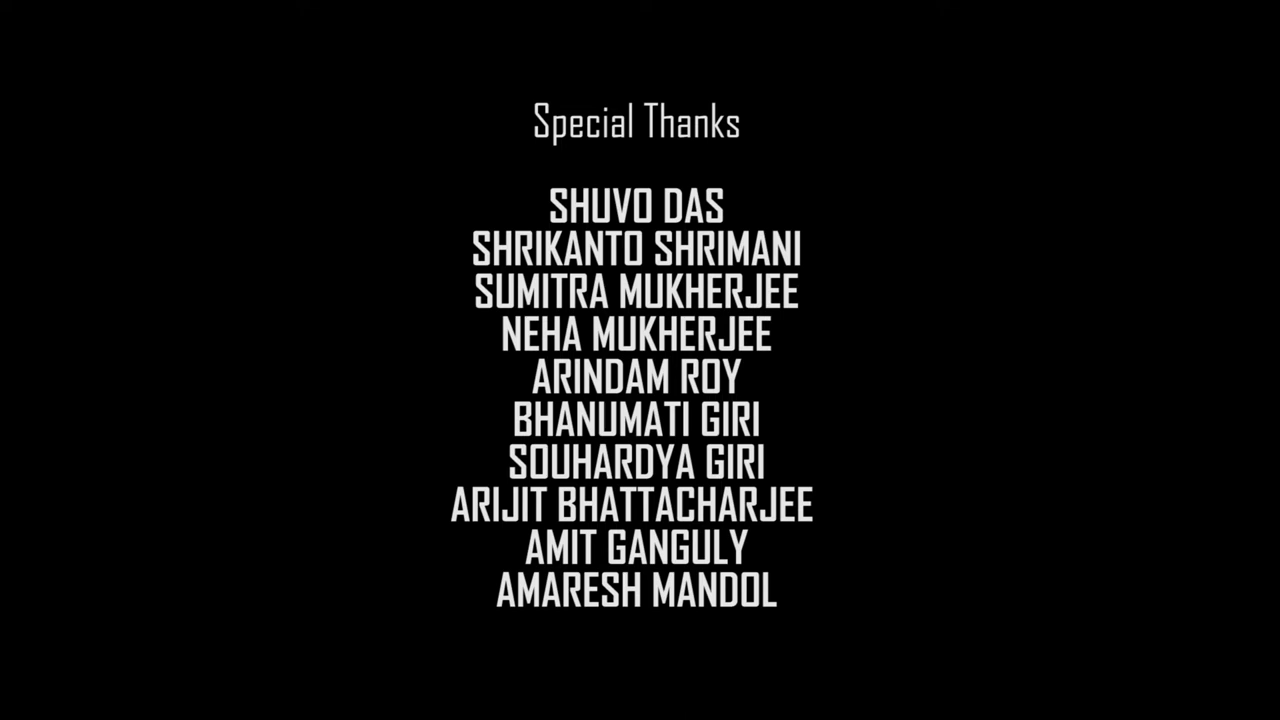 Special Thanks
SHUVO DAS
SHRIKANTO SHRIMANI
SUMITRA MUKHERJEE
NEHA MUKHERJEE
ARINDAM ROY
BHANUMATI GIRI
SOUHARDYA GIRI
ARIJIT BHATTACHARJEE
AMIT GANGULY
AMARESH MANDOL